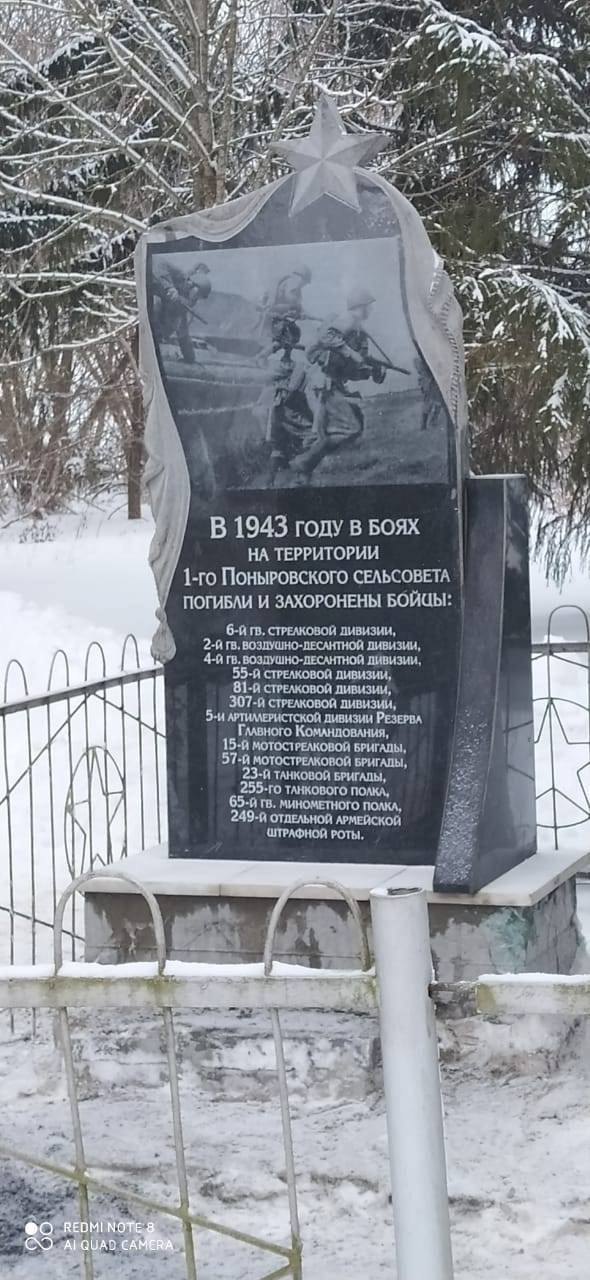 В 1943 ГОДУ В БОЯХ
НА ТЕРРИТОРИИ
1-ГО ПОНЫРОВСКОГО СЕЛЬСОВЕТА
ПОГИБЛИ И ЗАХОРОНЕНЫ БОЙЦЫ:
6-Й ГВ. СТРЕЛКОВОЙ ДИВИЗИИ,
2-Й ГВ. ВОЗДУШНО-ДЕСАНТНОЙ ДИВИЗИИ,
4-Й ГВ. ВОЗДУШНО-ДЕСАНТНОЙ ДИВИЗИИ,
55-Й СТРЕЛКОВОЙ ДИВИЗИИ,
81-Й СТРЕЛКОВОЙ ДИВИЗИИ,
307-Й СТРЕЛКОВОЙ ДИВИЗИИ,
5-Й АРТИЛЛЕРИСТСКОЙ ДИВИЗИИ РЕЗЕРВА
ГЛАВНОГО КОМАНДОВАНИЯ,
15-Й МОТОСТРЕЛКОВОЙ БРИГАДЫ,
57-Й МОТОСТРЕЛКОВОЙ БРИГАДЫ,
23-Й ТАНКОВОЙ БРИГАДЫ,
255-ГО ТАНКОВОГО ПОЛКА,
65-Й ГВ. МИНОМЕТНОГО ПОЛКА,
249-Й ОТДЕЛЬНОЙ АРМЕЙСКОЙ
ШТРАФНОЙ РОТЫ.
REDMI NOTE 8
AI QUAD CAMERA